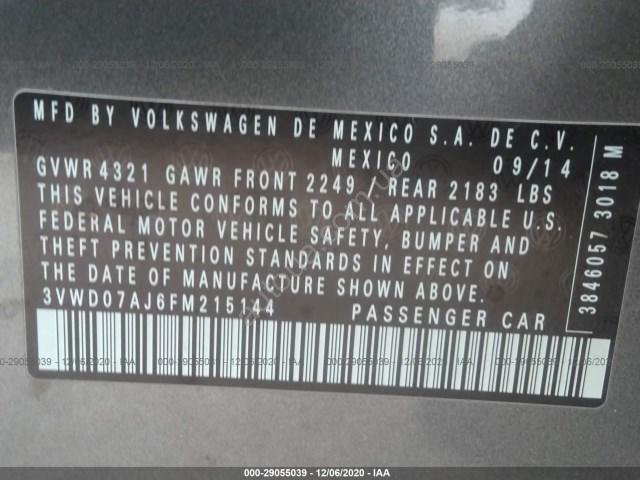 MFD BY VOLKSWAGEN DE MEXICO S.A. DE C.V.
MEXICO 09/14
GVWR 4321 GAWR FRONT 2249 / REAR 2183 LBS
THIS VEHICLE CONFORMS TO ALL APPLICABLE U.S.
FEDERAL MOTOR VEHICLE SAFETY, BUMPER AND
THEFT PREVENTION STANDARDS IN EFFECT ON
THE DATE OF MANUFACTURE SHOWN ABOVE.
3VWD07AJ6FM215144 PASSENGER CAR
3846057 3018 M
000-29055039 - 12/06/2020 - IAA